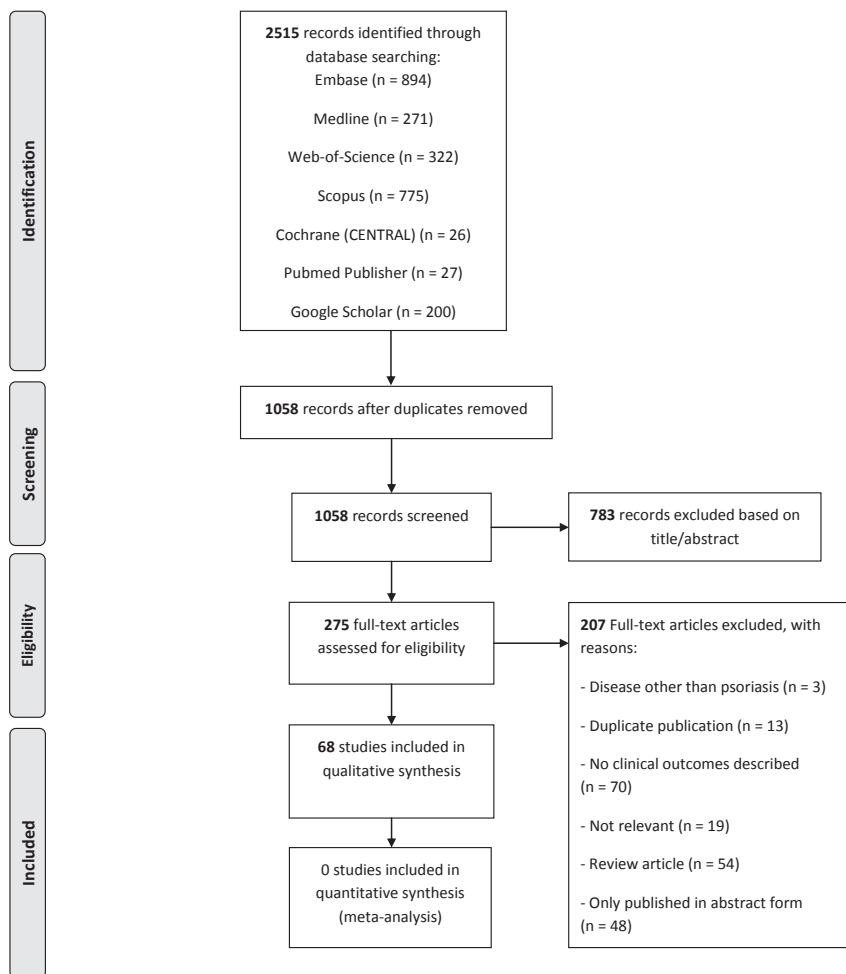 Identification
2515 records identified through
database searching:
Embase (n = 894)
Medline (n = 271)
Web-of-Science (n = 322)
Scopus (n = 775)
Cochrane (CENTRAL) (n = 26)
Pubmed Publisher (n = 27)
Google Scholar (n = 200)
Screening
1058 records after duplicates removed
1058 records screened
783 records excluded based on
title/abstract
Eligibility
275 full-text articles
assessed for eligibility
207 Full-text articles excluded, with
reasons:
- Disease other than psoriasis (n = 3)
- Duplicate publication (n = 13)
- No clinical outcomes described
(n = 70)
- Not relevant (n = 19)
- Review article (n = 54)
- Only published in abstract form
(n = 48)
Included
68 studies included in
qualitative synthesis
0 studies included in
quantitative synthesis
(meta-analysis)